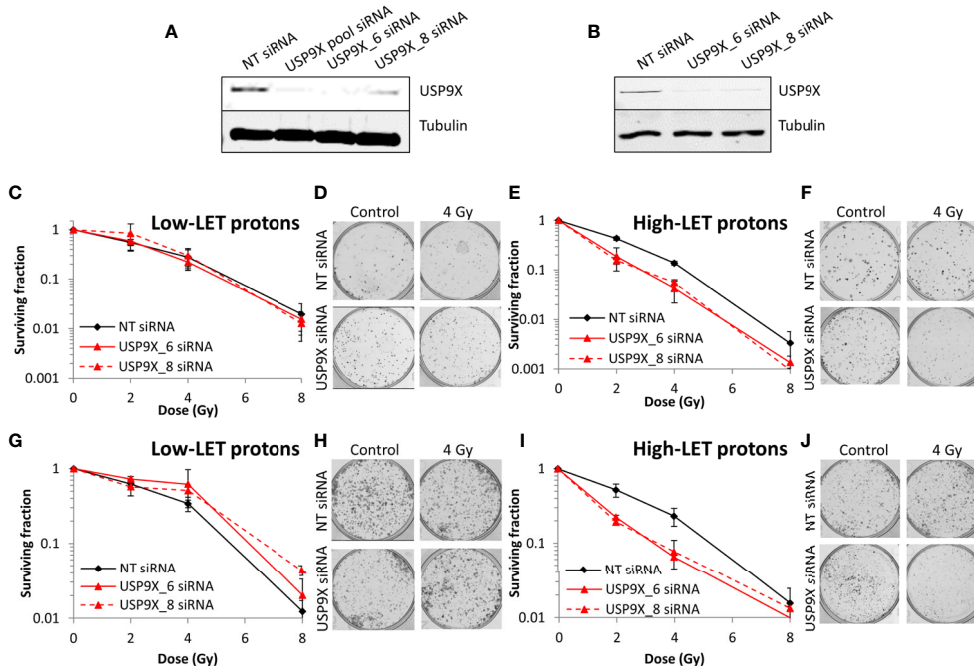 A
NT siRNA
USP9X pool siRNA
USP9X_6 siRNA
USP9X_8 siRNA
USP9X
Tubulin
B
NT siRNA
USP9X_6 siRNA
USP9X_8 siRNA
USP9X
Tubulin
C
Low-LET protons
Surviving fraction
1
0.1
0.01
0.001
NT siRNA
USP9X_6 siRNA
USP9X_8 siRNA
0 2 4 6 8
Dose (Gy)
D
Control 4 Gy
NT siRNA
USP9X siRNA
E
High-LET protons
Surviving fraction
1
0.1
0.01
0.001
NT siRNA
USP9X_6 siRNA
USP9X_8 siRNA
0 2 4 6 8
Dose (Gy)
F
Control 4 Gy
NT siRNA
USP9X siRNA
G
Low-LET protons
Surviving fraction
1
0.1
0.01
NT siRNA
USP9X_6 siRNA
USP9X_8 siRNA
0 2 4 6 8
Dose (Gy)
H
Control 4 Gy
NT siRNA
USP9X siRNA
I
High-LET protons
Surviving fraction
1
0.1
0.01
NT siRNA
USP9X_6 siRNA
USP9X_8 siRNA
0 2 4 6 8
Dose (Gy)
J
Control 4 Gy
NT siRNA
USP9X siRNA